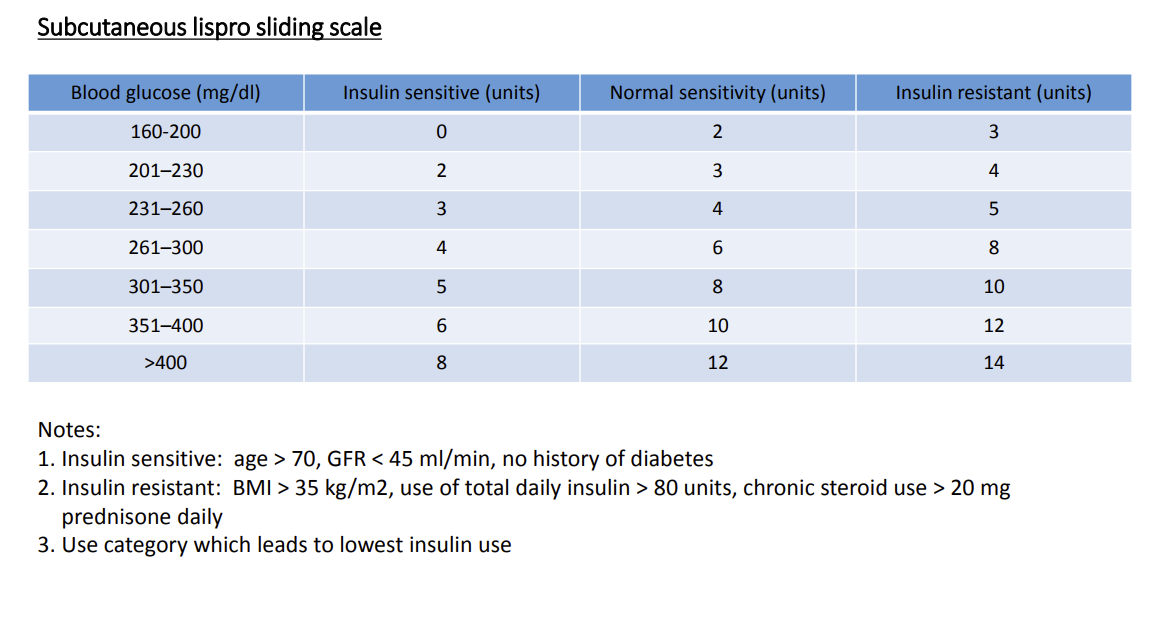 Subcutaneous lispro sliding scale
Blood glucose (mg/dl) Insulin sensitive (units) Normal sensitivity (units) Insulin resistant (units)
160-200 0 2 3
201–230 2 3 4
231–260 3 4 5
261–300 4 6 8
301–350 5 8 10
351–400 6 10 12
>400 8 12 14
Notes:
1. Insulin sensitive:  age > 70, GFR < 45 ml/min, no history of diabetes
2. Insulin resistant:  BMI > 35 kg/m2, use of total daily insulin > 80 units, chronic steroid use > 20 mg
prednisone daily
3. Use category which leads to lowest insulin use